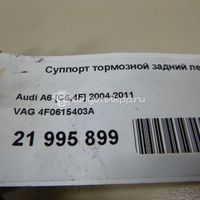 Суппорт тормозной задний ле
Audi A6 [C6,4F] 2004-2011
VAG 4F0615403A
21 995 899